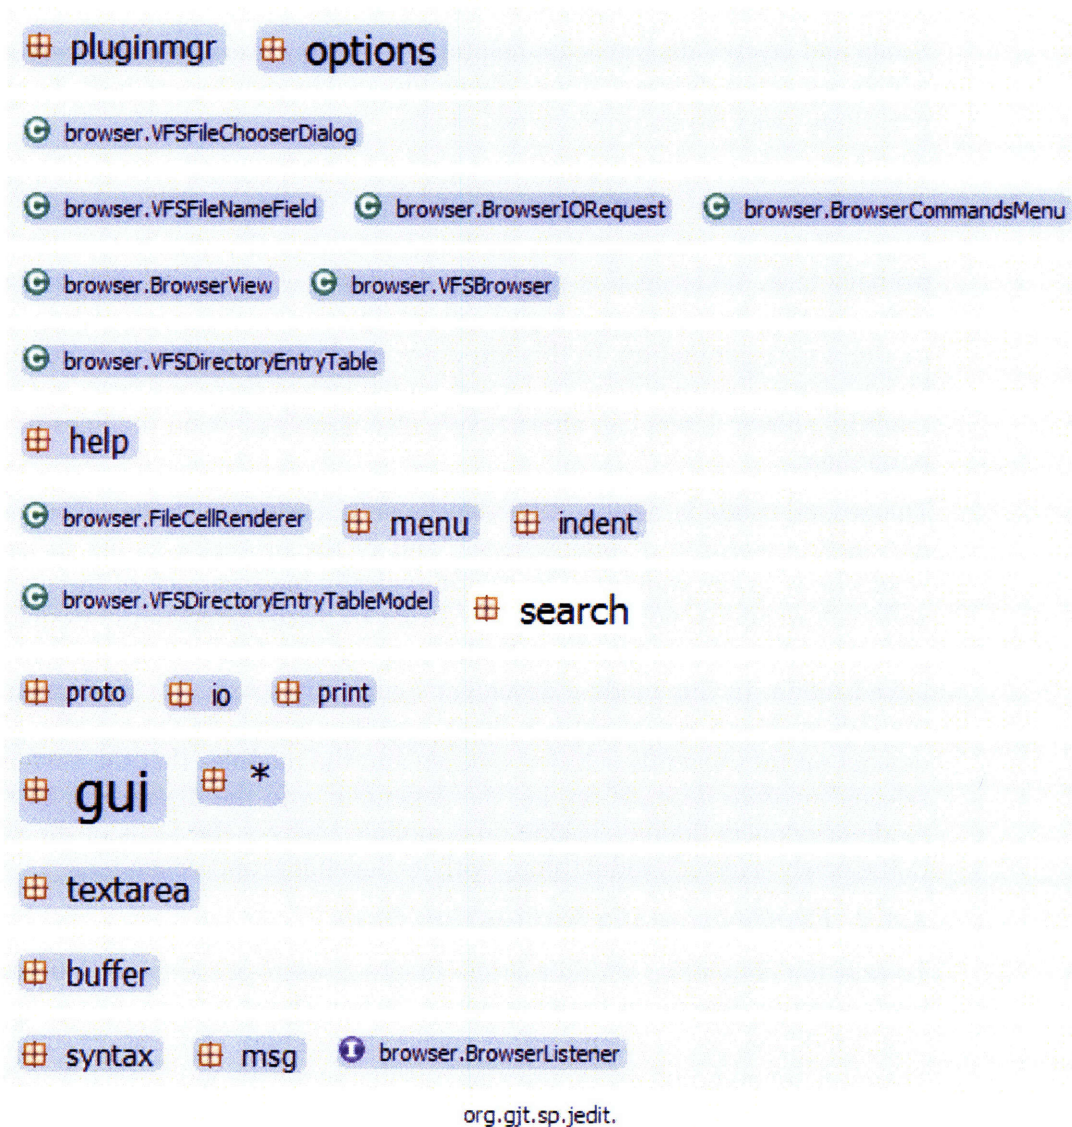 pluginmgr options
browser.VFSFileChooserDialog
browser.VFSFileNameField browser.BrowserIORequest browser.BrowserCommandsMenu
browser.BrowserView browser.VFSBrowser
browser.VFSDirectoryEntryTable
help
browser.FileCellRenderer menu indent
browser.VFSDirectoryEntryTableModel search
proto io print
gui *
textarea
buffer
syntax msg browser.BrowserListener
org.gjt.sp.jedit.